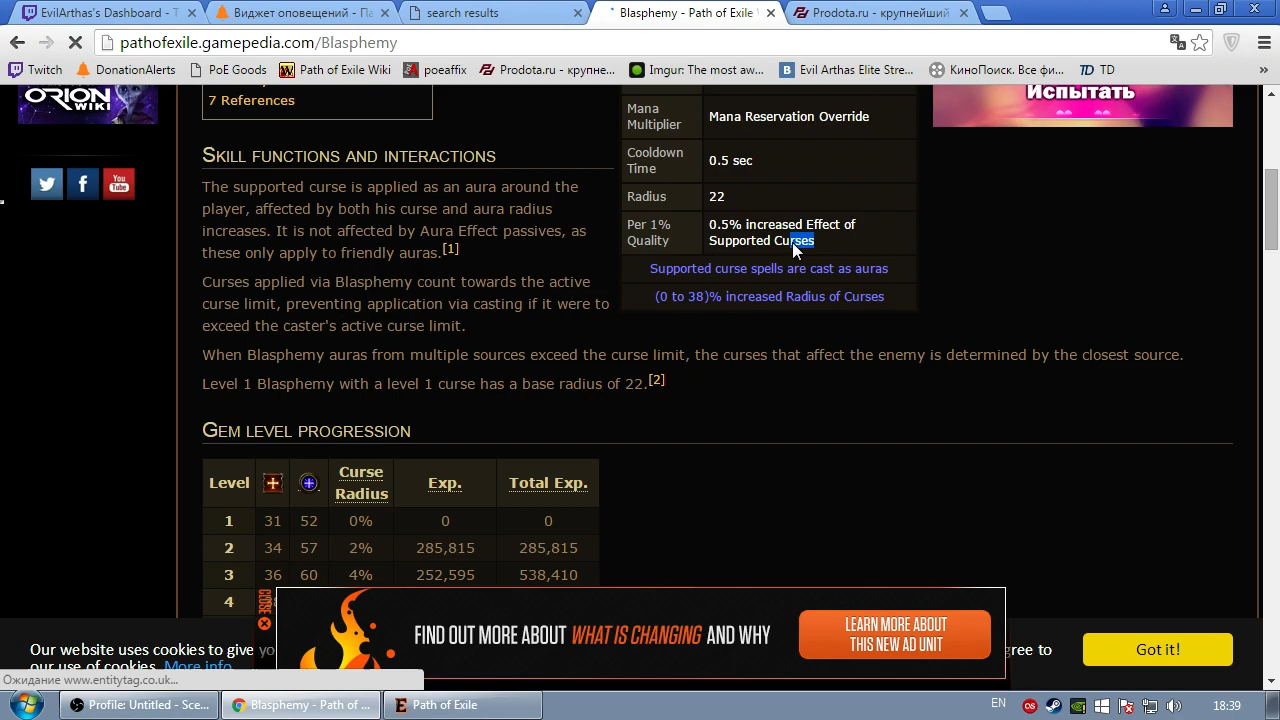 EvilArthas's Dashboard - T
Виджет оповещений - Па
search results
Blasphemy - Path of Exile
Prodota.ru - крупнейший
pathofexile.gamepedia.com/Blasphemy
Twitch
DonationAlerts
PoE Goods
Path of Exile Wiki
poeaffix
Prodota.ru - крупне...
Imgur: The most aw...
Evil Arthas Elite Stre...
КиноПоиск. Все фи...
TD
»
ORION
WIKI
7 References
Mana
Multiplier
Mana Reservation Override
Испытать
Cooldown
Time
0.5 sec
Radius
22
Per 1%
Quality
0.5% increased Effect of
Supported Curses
Supported curse spells are cast as auras
(0 to 38)% increased Radius of Curses
Skill functions and interactions
The supported curse is applied as an aura around the
player, affected by both his curse and aura radius
increases. It is not affected by Aura Effect passives, as
these only apply to friendly auras.[1]
Curses applied via Blasphemy count towards the active
curse limit, preventing application via casting if it were to
exceed the caster's active curse limit.
When Blasphemy auras from multiple sources exceed the curse limit, the curses that affect the enemy is determined by the closest source.
Level 1 Blasphemy with a level 1 curse has a base radius of 22.[2]
Gem level progression
Level
Curse
Radius
Exp.
Total Exp.
1 31 52 0% 0 0
2 34 57 2% 285,815 285,815
3 36 60 4% 252,595 538,410
4
CLOSE
FIND OUT MORE ABOUT WHAT IS CHANGING AND WHY
LEARN MORE ABOUT
THIS NEW AD UNIT
Our website uses cookies to give yo
our use of cookies. More info
gree to
Got it!
Ожидание www.entitytag.co.uk...
Profile: Untitled - Sce...
Blasphemy - Path of ...
Path of Exile
EN
18:39